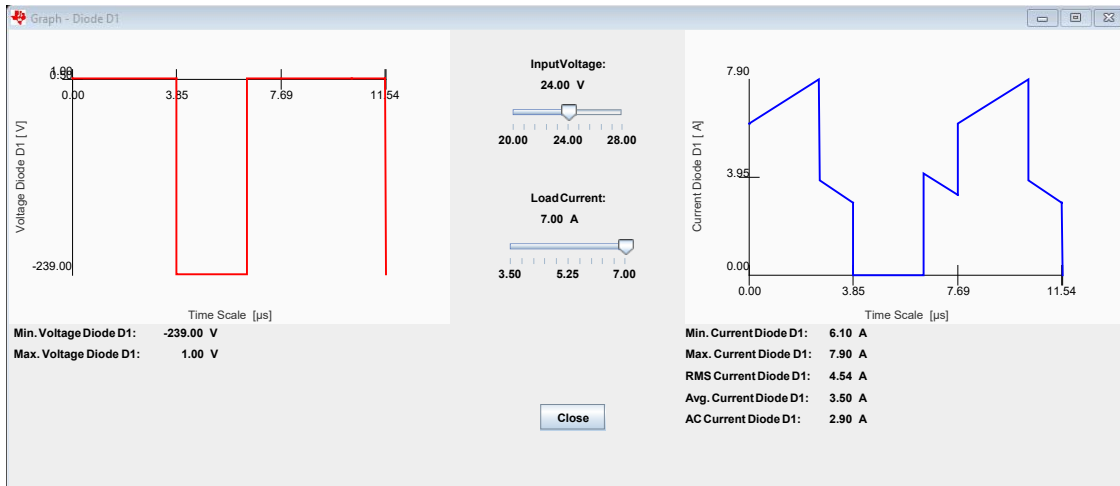 Graph - Diode D1
1.00
0.50
0.00 3.85 7.69 11.54
-239.00
Voltage Diode D1 [ V]
Time Scale [µs]
Min. Voltage Diode D1: -239.00 V
Max. Voltage Diode D1: 1.00 V
InputVoltage:
24.00 V
20.00 24.00 28.00
LoadCurrent:
7.00 A
3.50 5.25 7.00
Close
7.90
3.95
0.00
0.00 3.85 7.69 11.54
Current Diode D1 [ A]
Time Scale [µs]
Min. Current Diode D1: 6.10 A
Max. Current Diode D1: 7.90 A
RMS Current Diode D1: 4.54 A
Avg. Current Diode D1: 3.50 A
AC Current Diode D1: 2.90 A